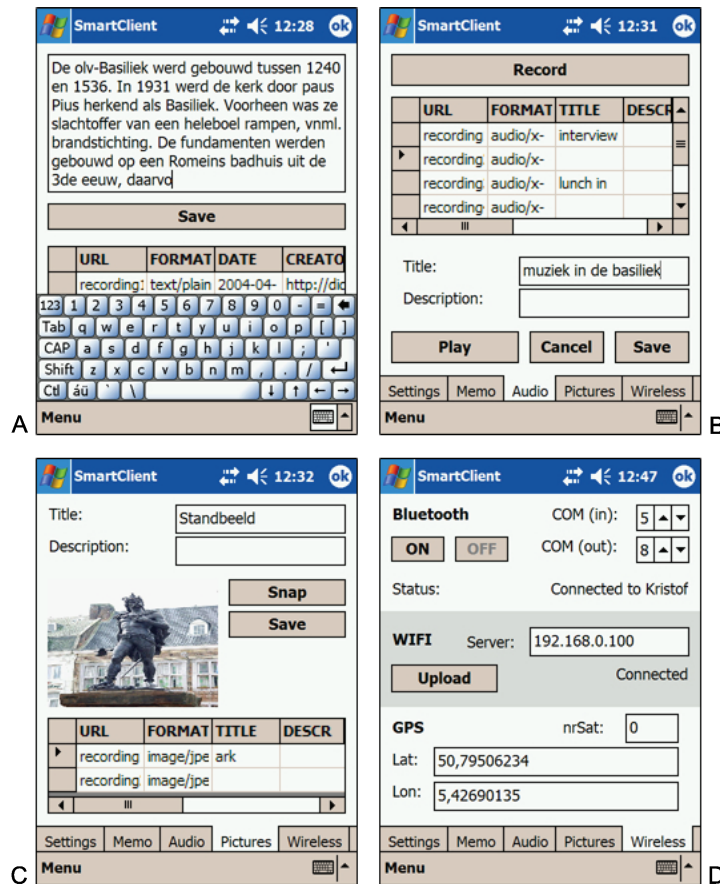 SmartClient 12:28 ok
De olv-Basiliek werd gebouwd tussen 1240
en 1536. In 1931 werd de kerk door paus
Pius herkend als Basiliek. Voorheen was ze
slachtoffer van een heleboel rampen, vnml.
brandstichting. De fundamenten werden
gebouwd op een Romeins badhuis uit de
3de eeuw, daarvo
Save
URL FORMAT DATE CREATO
recording1 text/plain 2004-04- http://dic
123 1 2 3 4 5 6 7 8 9 0 - =
Tab q w e r t y u i o p [ ]
CAP a s d f g h j k l ; '
Shift z x c v b n m , . /
Ctl áü ` \
Menu
A
SmartClient 12:31 ok
Record
URL FORMAT TITLE DESCR
recording audio/x- interview
recording audio/x-
recording audio/x- lunch in
recording audio/x-
Title: muziek in de basiliek
Description:
Play Cancel Save
Settings Memo Audio Pictures Wireless
Menu
B
SmartClient 12:32 ok
Title: Standbeeld
Description:
Snap
Save
URL FORMAT TITLE DESCR
recording image/jpe ark
recording image/jpe
Settings Memo Audio Pictures Wireless
Menu
C
SmartClient 12:47 ok
Bluetooth COM (in): 5
ON OFF COM (out): 8
Status: Connected to Kristof
WIFI Server: 192.168.0.100
Upload Connected
GPS nrSat: 0
Lat: 50,79506234
Lon: 5,42690135
Settings Memo Audio Pictures Wireless
Menu
D